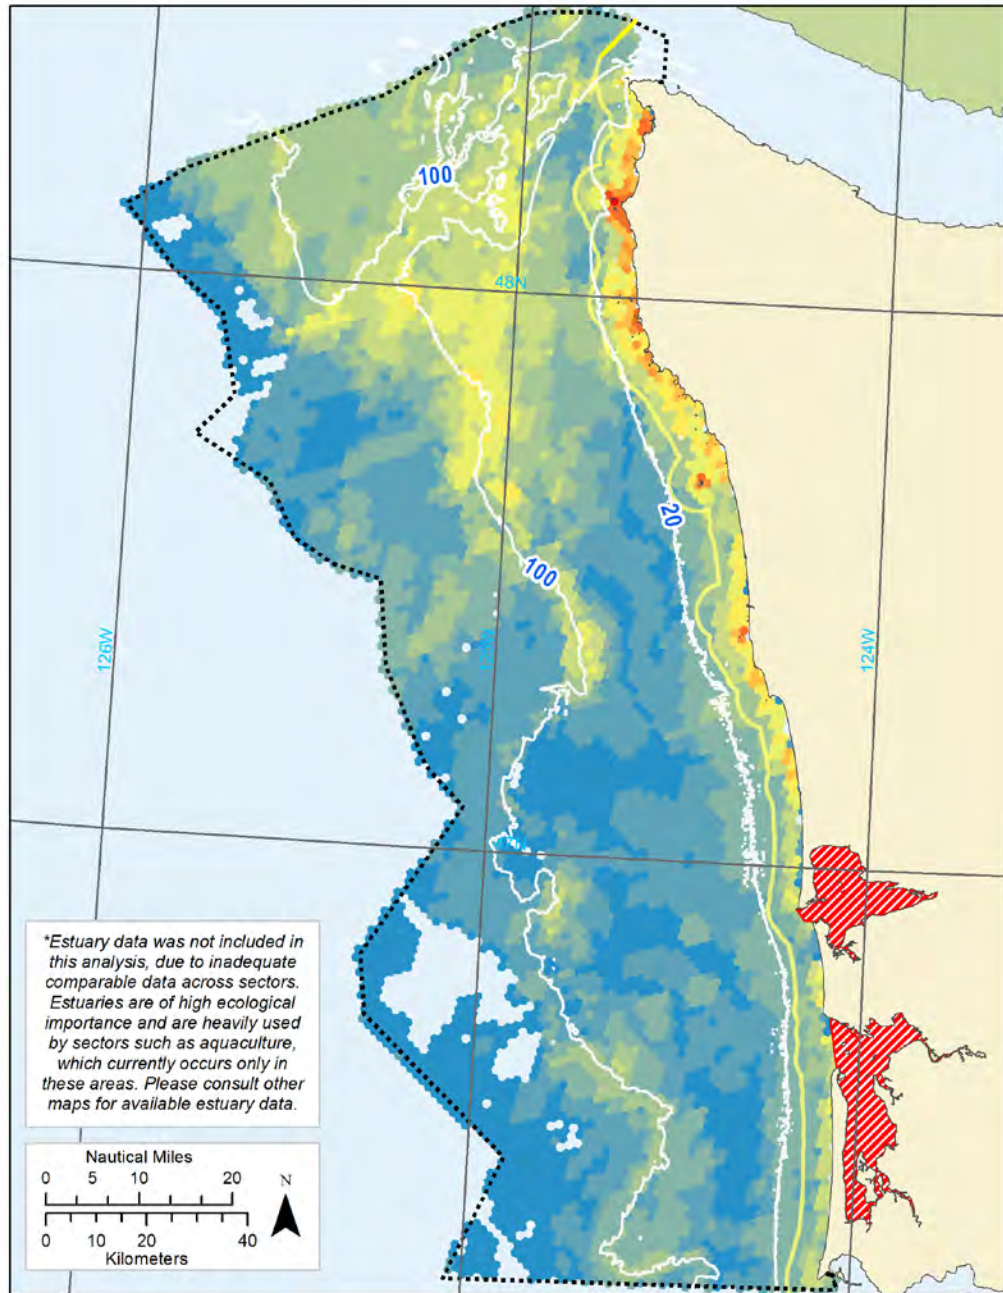 100
48N
20
100
126W
124W
47N
*Estuary data was not included in
this analysis, due to inadequate
comparable data across sectors.
Estuaries are of high ecological
importance and are heavily used
by sectors such as aquaculture,
which currently occurs only in
these areas. Please consult other
maps for available estuary data.
Nautical Miles
0 5 10 20
N
0 10 20 40
Kilometers